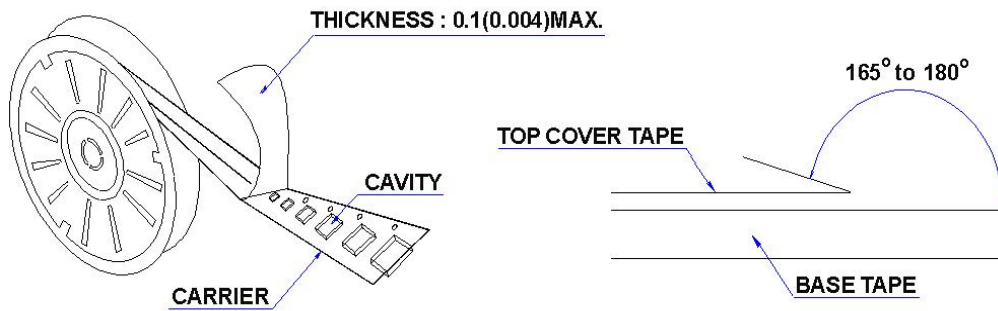 THICKNESS : 0.1(0.004)MAX.
165° to 180°
TOP COVER TAPE
CAVITY
CARRIER
BASE TAPE